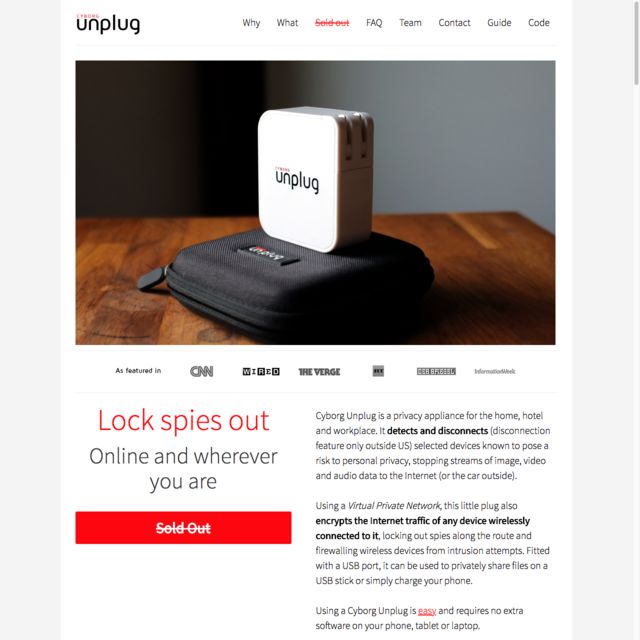 CYBORG
unplug
Why What Sold out FAQ Team Contact Guide Code
CYBORG
unplug
unplug
As featured in CNN WIRED THE VERGE RT DER SPIEGEL InformationWeek
Lock spies out
Online and wherever
you are
Sold Out
Cyborg Unplug is a privacy appliance for the home, hotel
and workplace. It detects and disconnects (disconnection
feature only outside US) selected devices known to pose a
risk to personal privacy, stopping streams of image, video
and audio data to the Internet (or the car outside).
Using a Virtual Private Network, this little plug also
encrypts the Internet traffic of any device wirelessly
connected to it, locking out spies along the route and
firewalling wireless devices from intrusion attempts. Fitted
with a USB port, it can be used to privately share files on a
USB stick or simply charge your phone.
Using a Cyborg Unplug is easy and requires no extra
software on your phone, tablet or laptop.